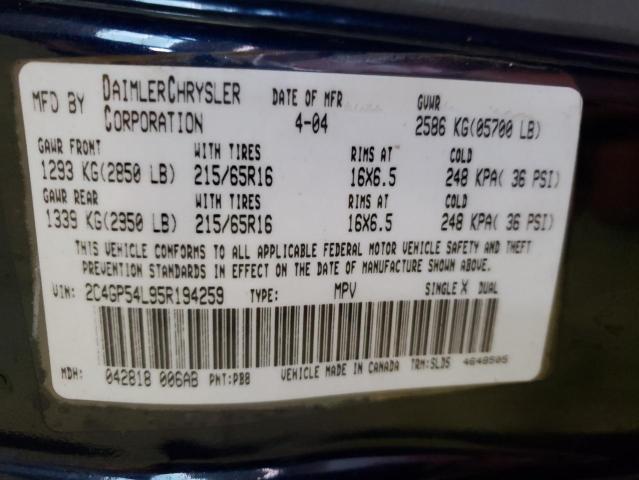 MFD BY DAIMLERCHRYSLER CORPORATION DATE OF MFR 4-04 GVWR 2586 KG(05700 LB)
GAWR FRONT WITH TIRES RIMS AT COLD
1293 KG(2850 LB) 215/65R16 16X6.5 248 KPA( 36 PSI)
GAWR REAR WITH TIRES RIMS AT COLD
1339 KG(2950 LB) 215/65R16 16X6.5 248 KPA( 36 PSI)
THIS VEHICLE CONFORMS TO ALL APPLICABLE FEDERAL MOTOR VEHICLE SAFETY AND THEFT
PREVENTION STANDARDS IN EFFECT ON THE DATE OF MANUFACTURE SHOWN ABOVE.
VIN: 2C4GP54L95R194259 TYPE: MPV SINGLE X DUAL
MDH: 042818 006AB PNT:PB8 VEHICLE MADE IN CANADA TRM:SLD5 4649505